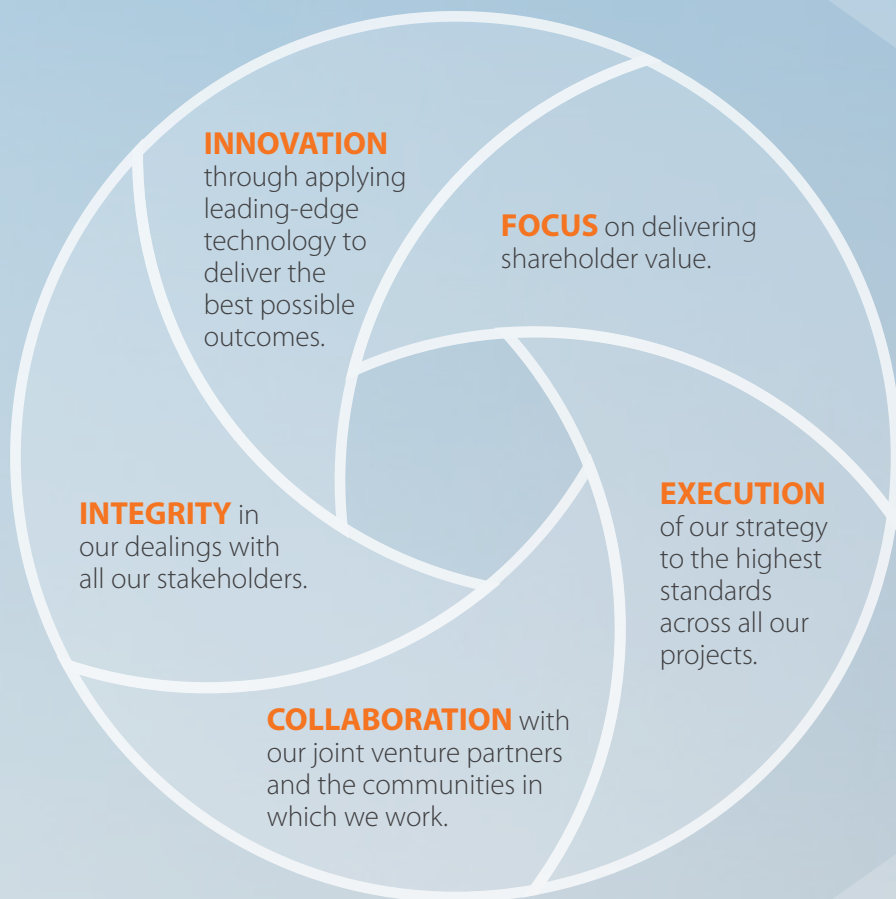 INNOVATION
through applying
leading-edge
technology to
deliver the
best possible
outcomes.
FOCUS on delivering
shareholder value.
EXECUTION
of our strategy
to the highest
standards
across all our
projects.
COLLABORATION with
our joint venture partners
and the communities in
which we work.
INTEGRITY in
our dealings with
all our stakeholders.